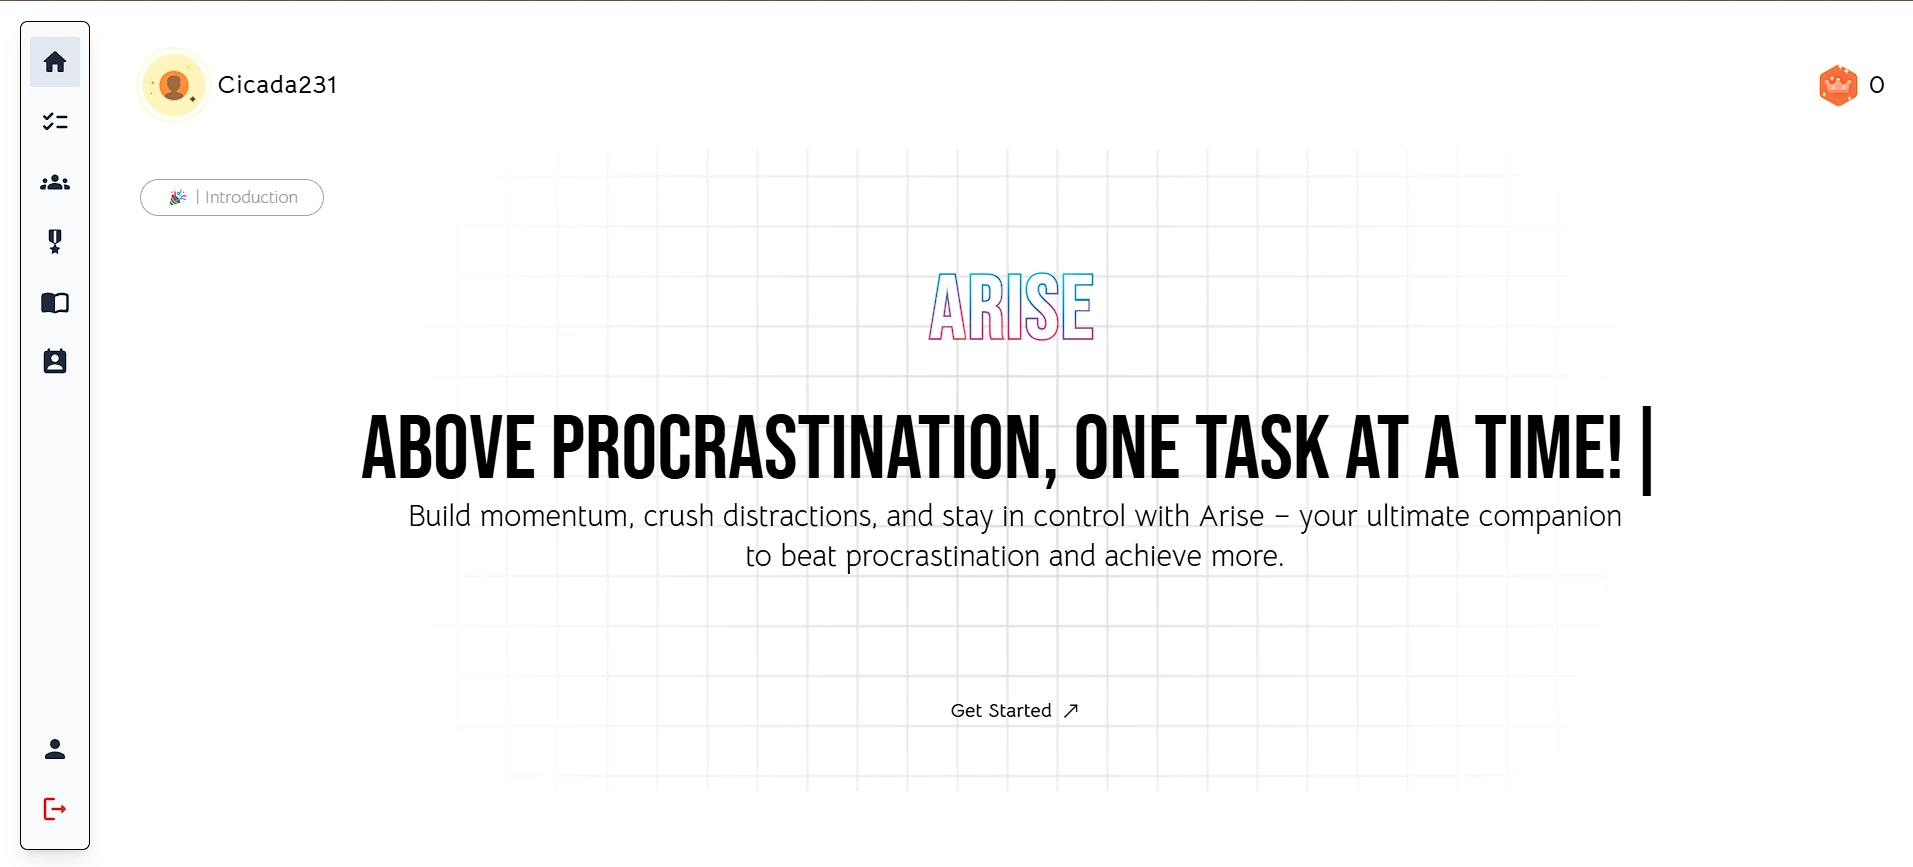 Cicada231
0
🎉 | Introduction
ARISE
ABOVE PROCRASTINATION, ONE TASK AT A TIME! |
Build momentum, crush distractions, and stay in control with Arise – your ultimate companion
to beat procrastination and achieve more.
Get Started ↗